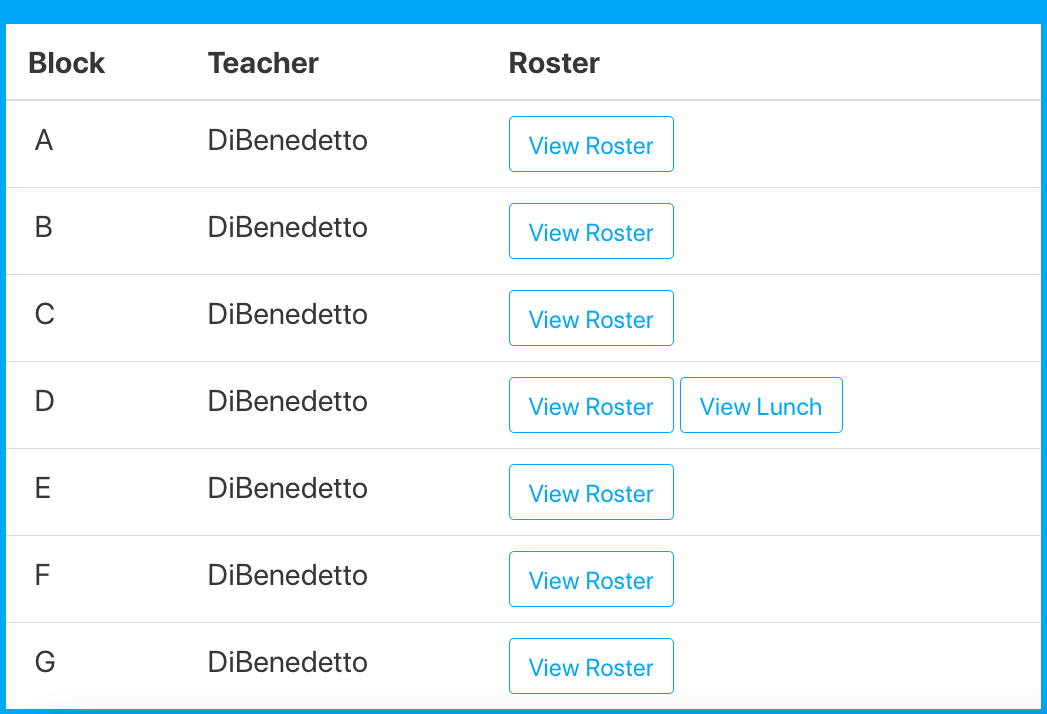 Block Teacher Roster
A DiBenedetto View Roster
B DiBenedetto View Roster
C DiBenedetto View Roster
D DiBenedetto View Roster View Lunch
E DiBenedetto View Roster
F DiBenedetto View Roster
G DiBenedetto View Roster